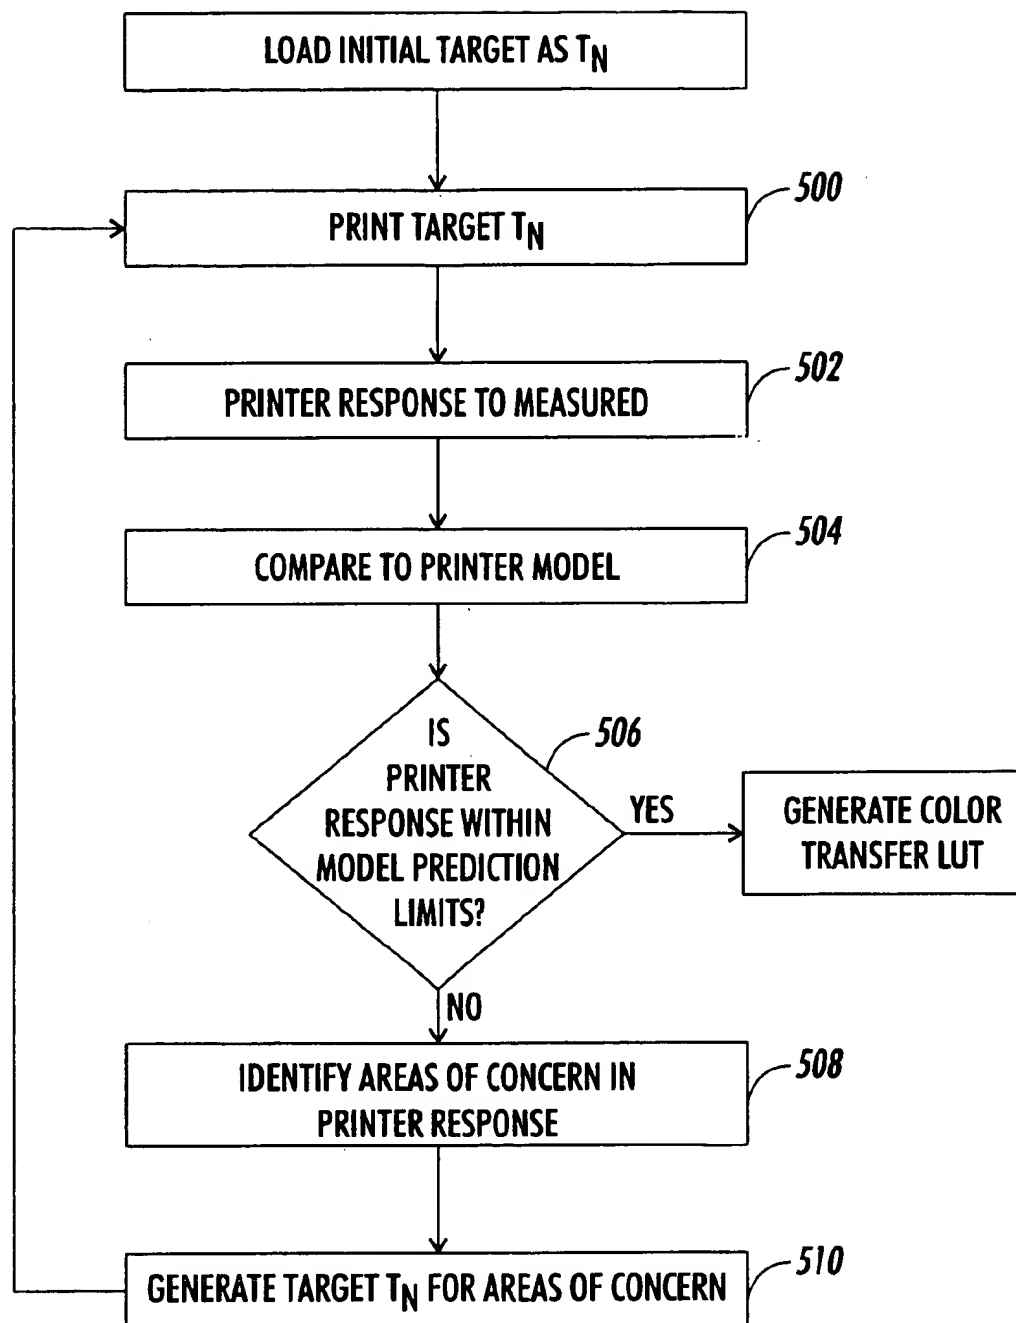 LOAD INITIAL TARGET AS TN
500
PRINT TARGET TN
502
PRINTER RESPONSE TO MEASURED
504
COMPARE TO PRINTER MODEL
506
IS
PRINTER
RESPONSE WITHIN
MODEL PREDICTION
LIMITS?
YES
GENERATE COLOR
TRANSFER LUT
NO
508
IDENTIFY AREAS OF CONCERN IN
PRINTER RESPONSE
510
GENERATE TARGET TN FOR AREAS OF CONCERN